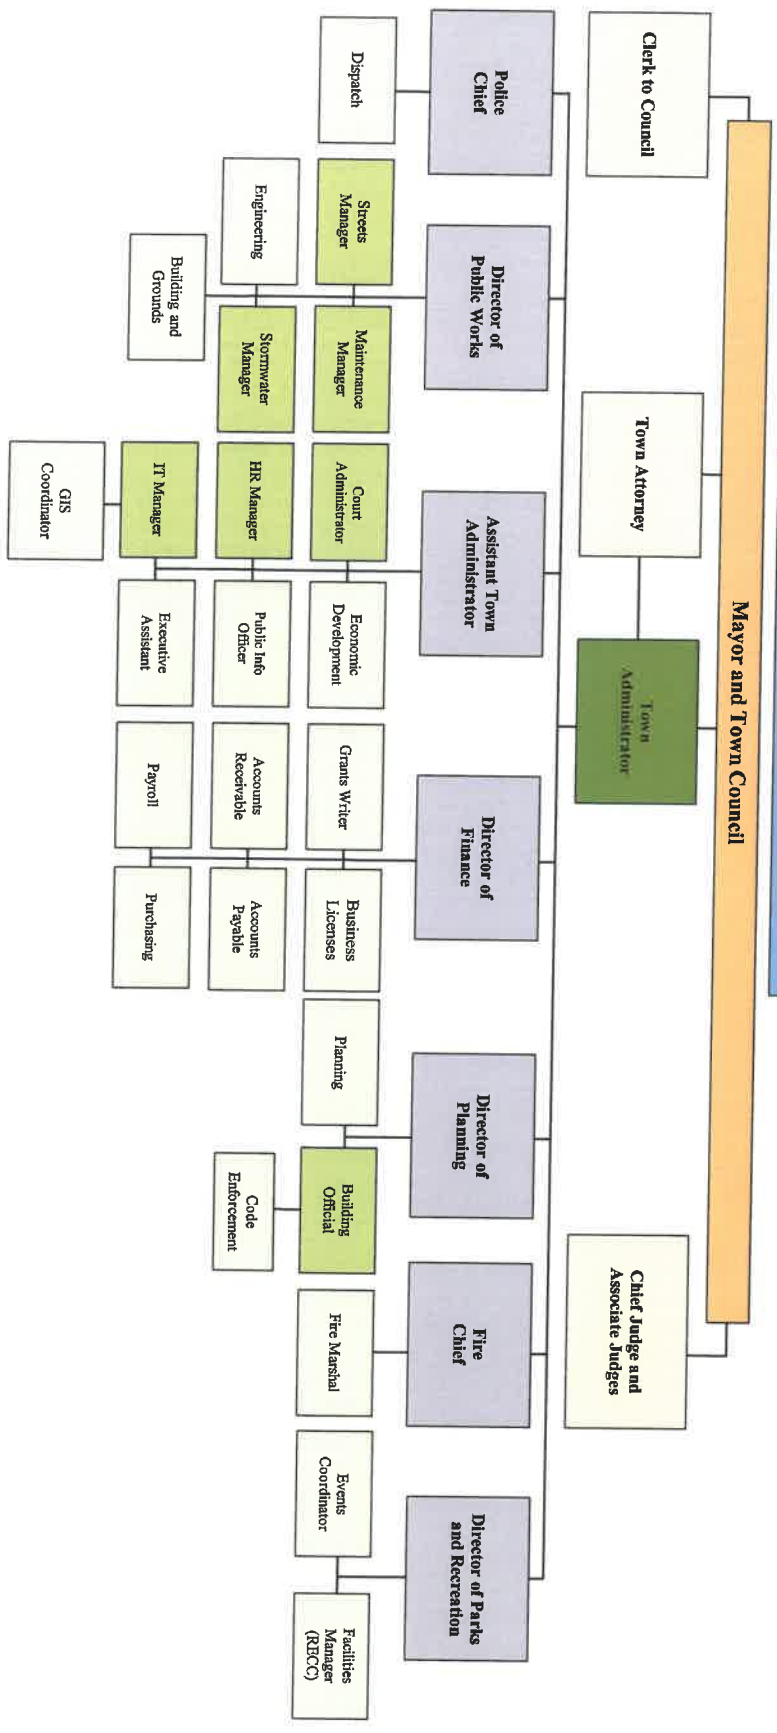 Mayor and Town Council
Clerk to Council
Town Attorney
Town
Administrator
Chief Judge and
Associate Judges
Police
Chief
Director of
Public Works
Assistant Town
Administrator
Director of
Finance
Director of
Planning
Fire
Chief
Director of Parks
and Recreation
Dispatch
Streets
Manager
Maintenance
Manager
Engineering
Stormwater
Manager
Building and
Grounds
Court
Administrator
Economic
Development
HR Manager
Public Info
Officer
IT Manager
Executive
Assistant
GIS
Coordinator
Grants Writer
Business
Licenses
Accounts
Receivable
Accounts
Payable
Payroll
Purchasing
Planning
Building
Official
Code
Enforcement
Fire Marshal
Events
Coordinator
Facilities
Manager
(RECC)